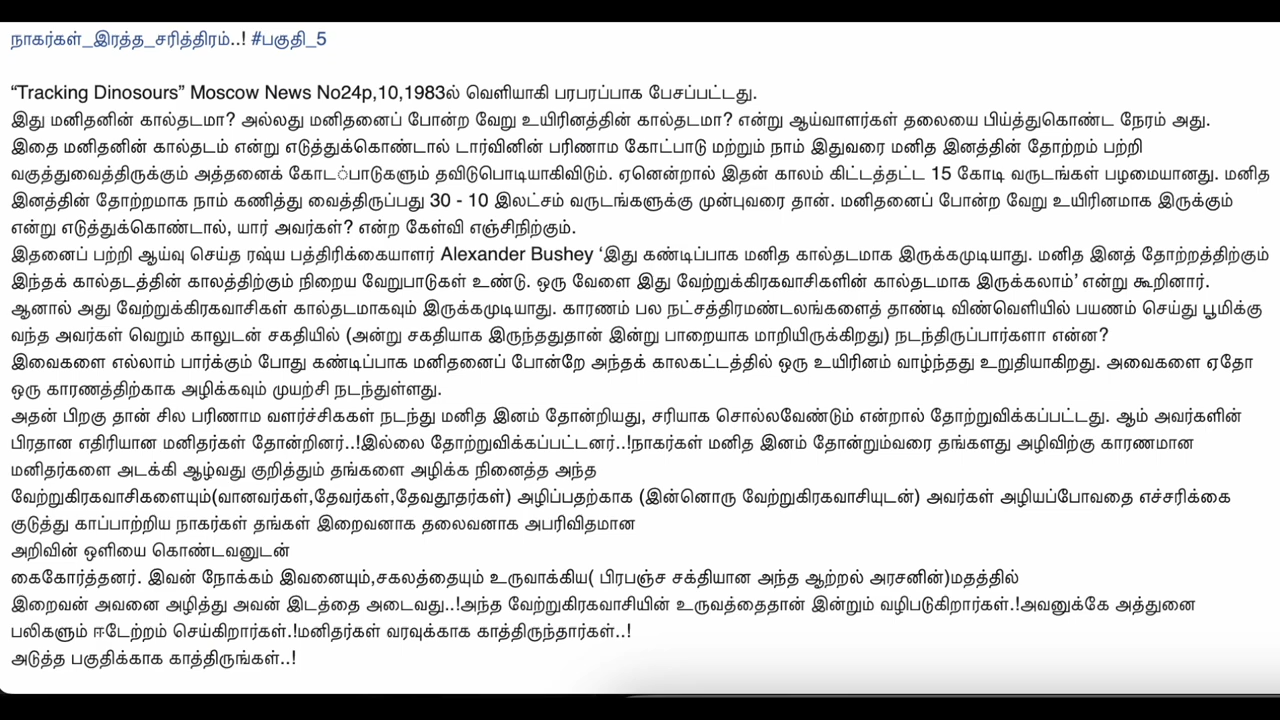 நாகர்கள்_இரத்த_சரித்திரம்..! #பகுதி_5
“Tracking Dinosours” Moscow News No24p,10,1983ல் வெளியாகி பரபரப்பாக பேசப்பட்டது.
இது மனிதனின் கால்தடமா? அல்லது மனிதனைப் போன்ற வேறு உயிரினத்தின் கால்தடமா? என்று ஆய்வாளர்கள் தலையை பிய்த்துகொண்ட நேரம் அது.
இதை மனிதனின் கால்தடம் என்று எடுத்துக்கொண்டால் டார்வினின் பரிணாம கோட்பாடு மற்றும் நாம் இதுவரை மனித இனத்தின் தோற்றம் பற்றி
வகுத்துவைத்திருக்கும் அத்தனைக் கோட்பாடுகளும் தவிடுபொடியாகிவிடும். ஏனென்றால் இதன் காலம் கிட்டத்தட்ட 15 கோடி வருடங்கள் பழமையானது. மனித
இனத்தின் தோற்றமாக நாம் கணித்து வைத்திருப்பது 30 - 10 இலட்சம் வருடங்களுக்கு முன்புவரை தான். மனிதனைப் போன்ற வேறு உயிரினமாக இருக்கும்
என்று எடுத்துக்கொண்டால், யார் அவர்கள்? என்ற கேள்வி எஞ்சிநிற்கும்.
இதனைப் பற்றி ஆய்வு செய்த ரஷ்ய பத்திரிக்கையாளர் Alexander Bushey ‘இது கண்டிப்பாக மனித கால்தடமாக இருக்கமுடியாது. மனித இனத் தோற்றத்திற்கும்
இந்தக் கால்தடத்தின் காலத்திற்கும் நிறைய வேறுபாடுகள் உண்டு. ஒரு வேளை இது வேற்றுக்கிரகவாசிகளின் கால்தடமாக இருக்கலாம்’ என்று கூறினார்.
ஆனால் அது வேற்றுக்கிரகவாசிகள் கால்தடமாகவும் இருக்கமுடியாது. காரணம் பல நட்சத்திரமண்டலங்களைத் தாண்டி விண்வெளியில் பயணம் செய்து பூமிக்கு
வந்த அவர்கள் வெறும் காலுடன் சகதியில் (அன்று சகதியாக இருந்ததுதான் இன்று பாறையாக மாறியிருக்கிறது) நடந்திருப்பார்களா என்ன?
இவைகளை எல்லாம் பார்க்கும் போது கண்டிப்பாக மனிதனைப் போன்றே அந்தக் காலகட்டத்தில் ஒரு உயிரினம் வாழ்ந்தது உறுதியாகிறது. அவைகளை ஏதோ
ஒரு காரணத்திற்காக அழிக்கவும் முயற்சி நடந்துள்ளது.
அதன் பிறகு தான் சில பரிணாம வளர்ச்சிககள் நடந்து மனித இனம் தோன்றியது, சரியாக சொல்லவேண்டும் என்றால் தோற்றுவிக்கப்பட்டது. ஆம் அவர்களின்
பிரதான எதிரியான மனிதர்கள் தோன்றினர்..!இல்லை தோற்றுவிக்கப்பட்டனர்..!நாகர்கள் மனித இனம் தோன்றும்வரை தங்களது அழிவிற்கு காரணமான
மனிதர்களை அடக்கி ஆழ்வது குறித்தும் தங்களை அழிக்க நினைத்த அந்த
வேற்றுகிரகவாசிகளையும்(வானவர்கள்,தேவர்கள்,தேவதூதர்கள்) அழிப்பதற்காக (இன்னொரு வேற்றுகிரகவாசியுடன்) அவர்கள் அழியப்போவதை எச்சரிக்கை
குடுத்து காப்பாற்றிய நாகர்கள் தங்கள் இறைவனாக தலைவனாக அபரிவிதமான
அறிவின் ஒளியை கொண்டவனுடன்
கைகோர்த்தனர். இவன் நோக்கம் இவனையும்,சகலத்தையும் உருவாக்கிய( பிரபஞ்ச சக்தியான அந்த ஆற்றல் அரசனின்)மதத்தில்
இறைவன் அவனை அழித்து அவன் இடத்தை அடைவது..!அந்த வேற்றுகிரகவாசியின் உருவத்தைதான் இன்றும் வழிபடுகிறார்கள்.!அவனுக்கே அத்துனை
பலிகளும் ஈடேற்றம் செய்கிறார்கள்.!மனிதர்கள் வரவுக்காக காத்திருந்தார்கள்..!
அடுத்த பகுதிக்காக காத்திருங்கள்..!